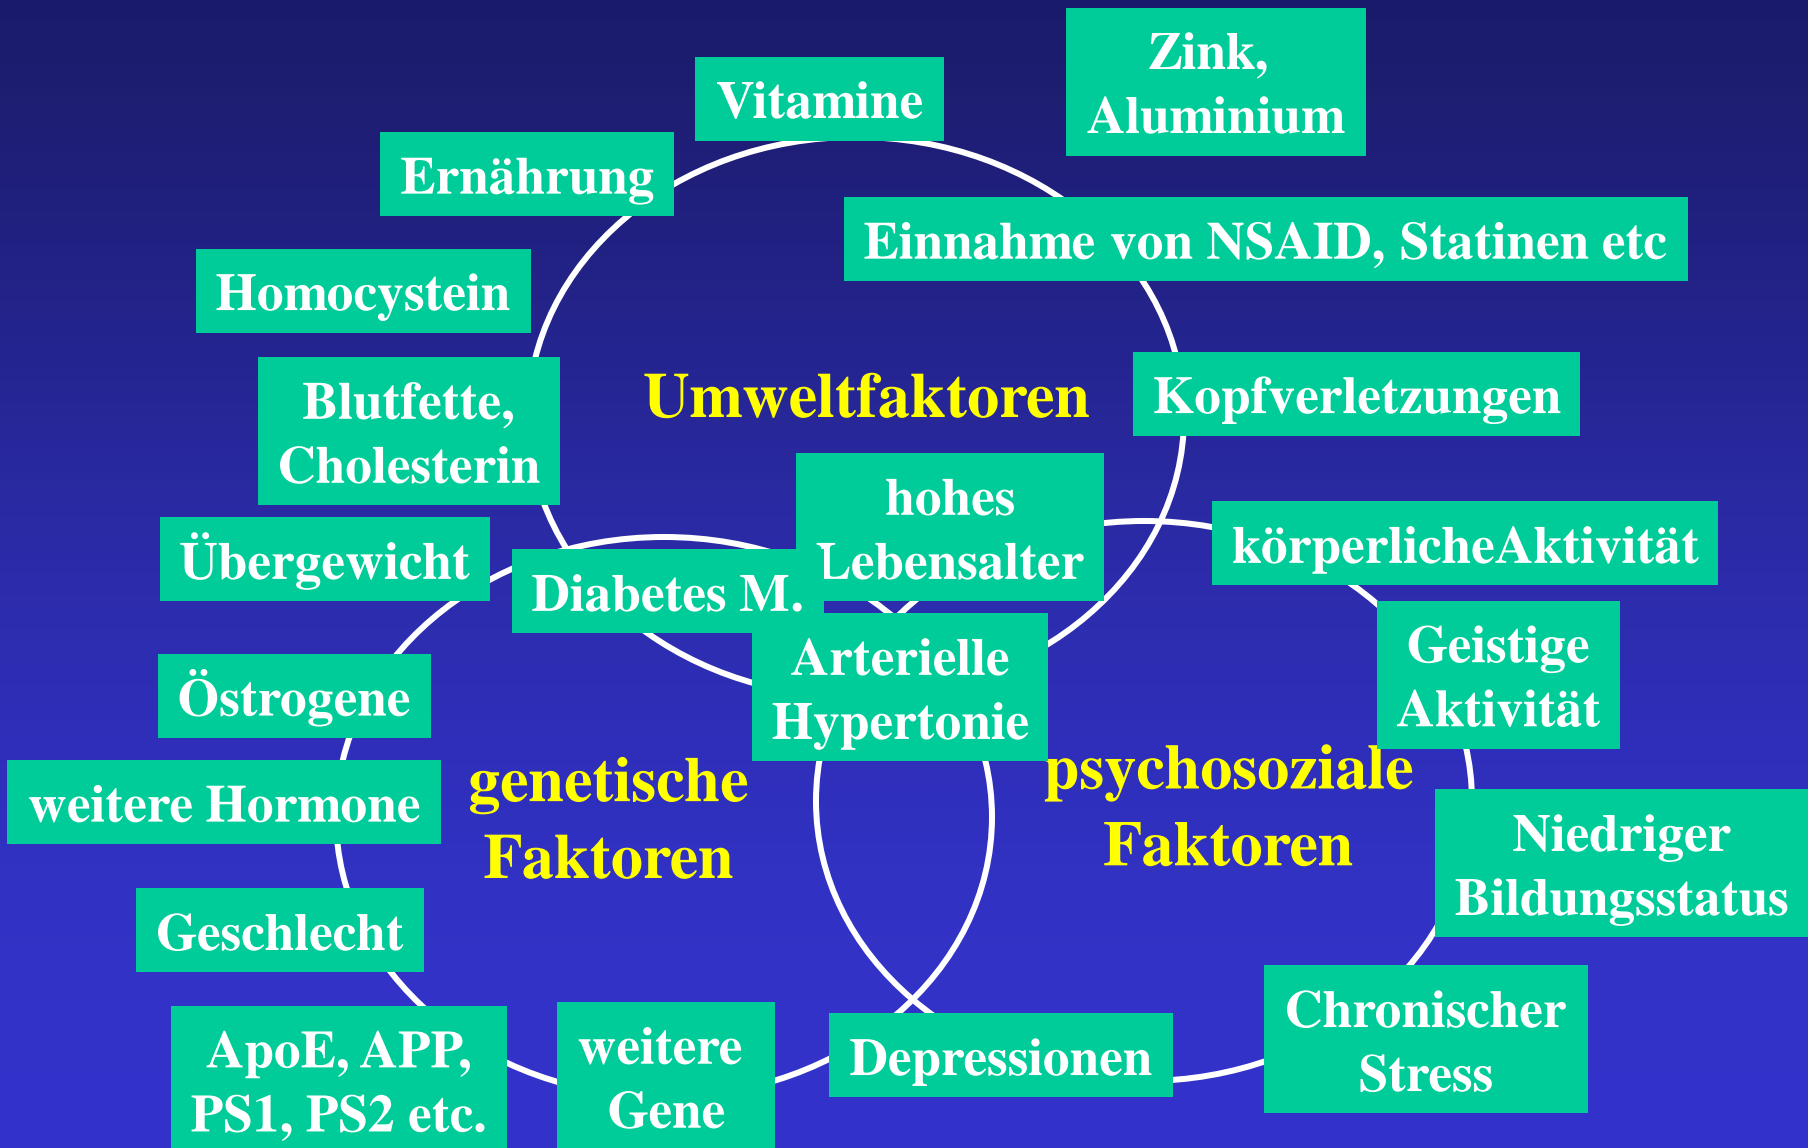 Zink,
Aluminium
Vitamine
Ernährung
Einnahme von NSAID, Statinen etc
Homocystein
Umweltfaktoren
Kopfverletzungen
Blutfette,
Cholesterin
hohes
Lebensalter
körperlicheAktivität
Übergewicht
Diabetes M.
Arterielle
Hypertonie
Geistige
Aktivität
Östrogene
weitere Hormone
genetische
Faktoren
psychosoziale
Faktoren
Niedriger
Bildungsstatus
Geschlecht
Chronischer
Stress
ApoE, APP,
PS1, PS2 etc.
weitere
Gene
Depressionen